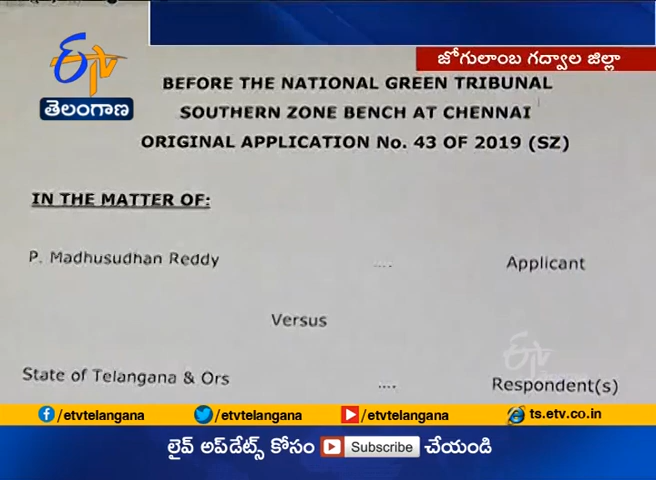 జోగులాంబ గద్వాల జిల్లా
ETV
తెలంగాణ
BEFORE THE NATIONAL GREEN TRIBUNAL
SOUTHERN ZONE BENCH AT CHENNAI
ORIGINAL APPLICATION No. 43 OF 2019 (SZ)
IN THE MATTER OF:
P. Madhusudhan Reddy .... Applicant
Versus
ETV
State of Telangana & Ors .... Respondent(s)
/etvtelangana /etvtelangana /etvtelangana ts.etv.co.in
లైవ్ అప్‌డేట్స్ కోసం Subscribe చేయండి